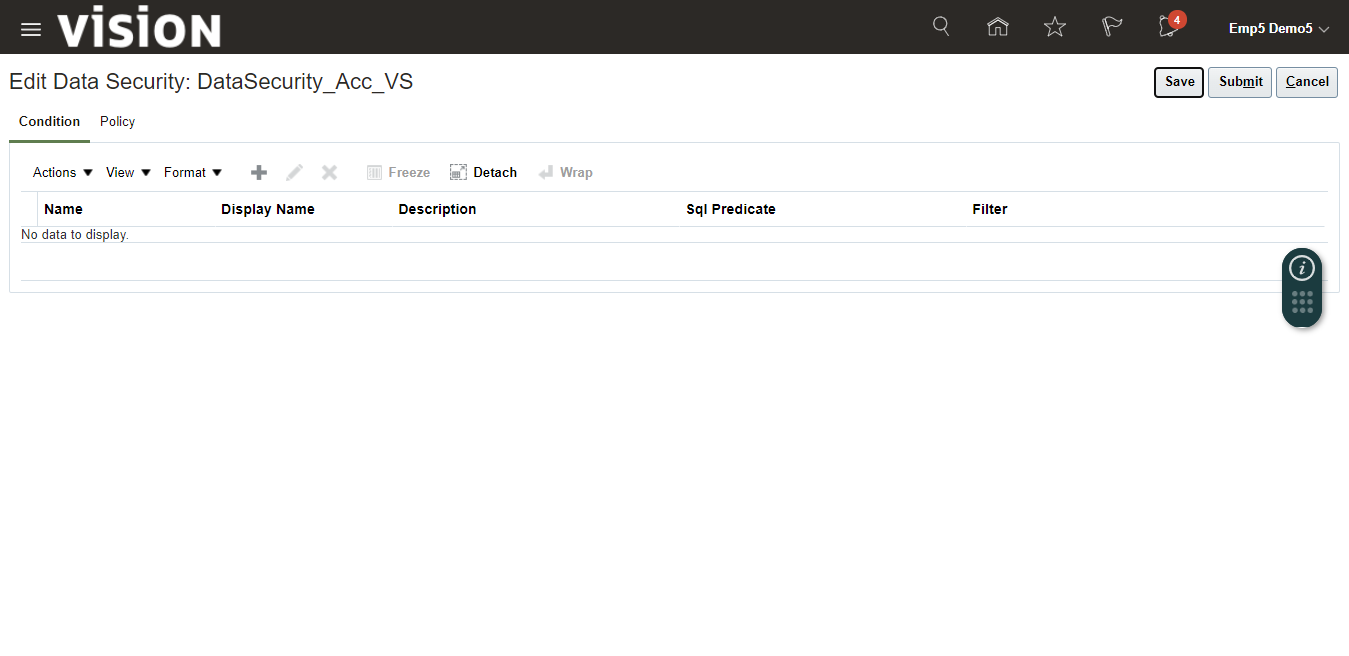 VISION
4
Emp5 Demo5
Edit Data Security: DataSecurity_Acc_VS
Save Submit Cancel
Condition Policy
Actions View Format Freeze Detach Wrap
Name Display Name Description Sql Predicate Filter
No data to display.
i